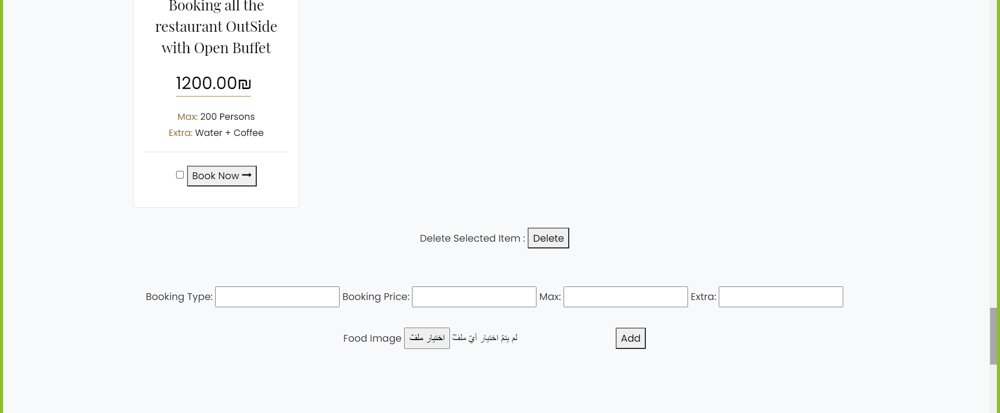 Booking all the
restaurant OutSide
with Open Buffet
1200.00₪
Max: 200 Persons
Extra: Water + Coffee
Book Now
Delete Selected Item : Delete
Booking Type: Booking Price: Max: Extra:
Food Image اختيار ملفّ لم يتمّ اختيار أيّ ملفّ Add